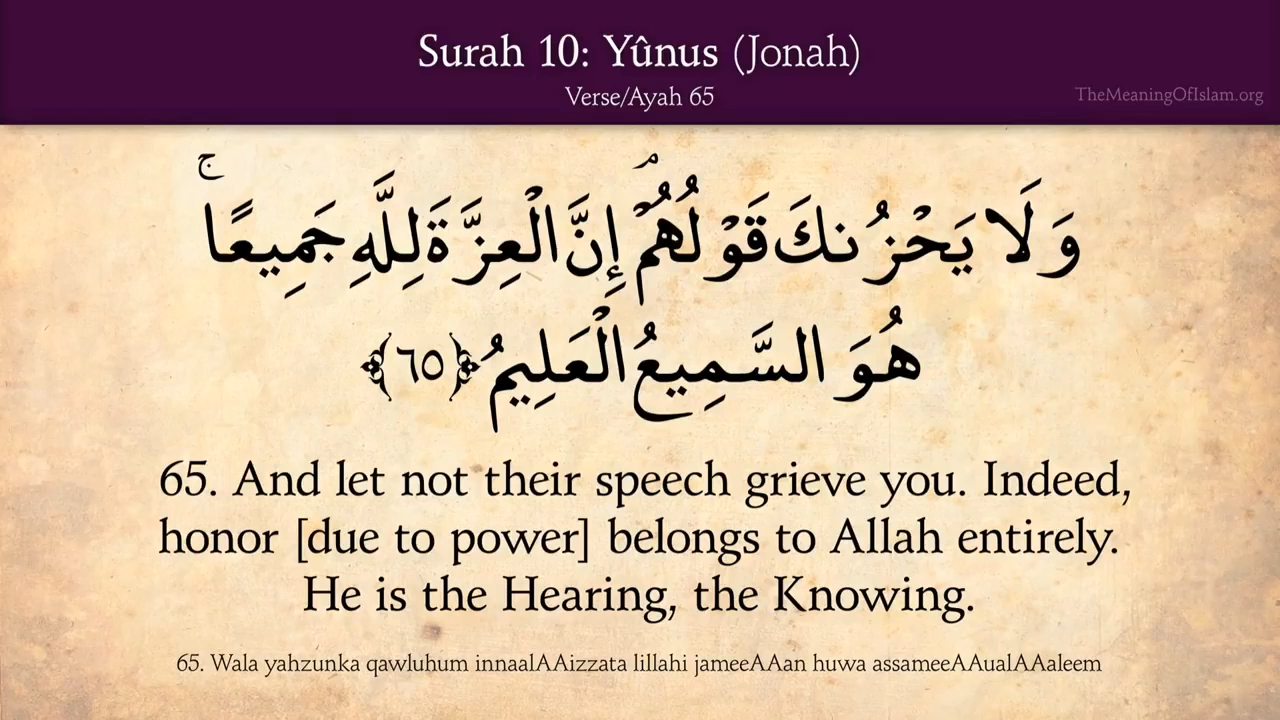 Surah 10: Yûnus (Jonah)
Verse/Ayah 65
TheMeaningOfIslam.org
وَلَا يَحْزُنكَ قَوْلُهُمْ ۘ إِنَّ الْعِزَّةَ لِلَّهِ جَمِيعًا ۚ
هُوَ السَّمِيعُ الْعَلِيمُ ﴿٦٥﴾
65. And let not their speech grieve you. Indeed,
honor [due to power] belongs to Allah entirely.
He is the Hearing, the Knowing.
65. Wala yahzunka qawluhum innaalAAizzata lillahi jameeAAan huwa assameeAAualAAaleem